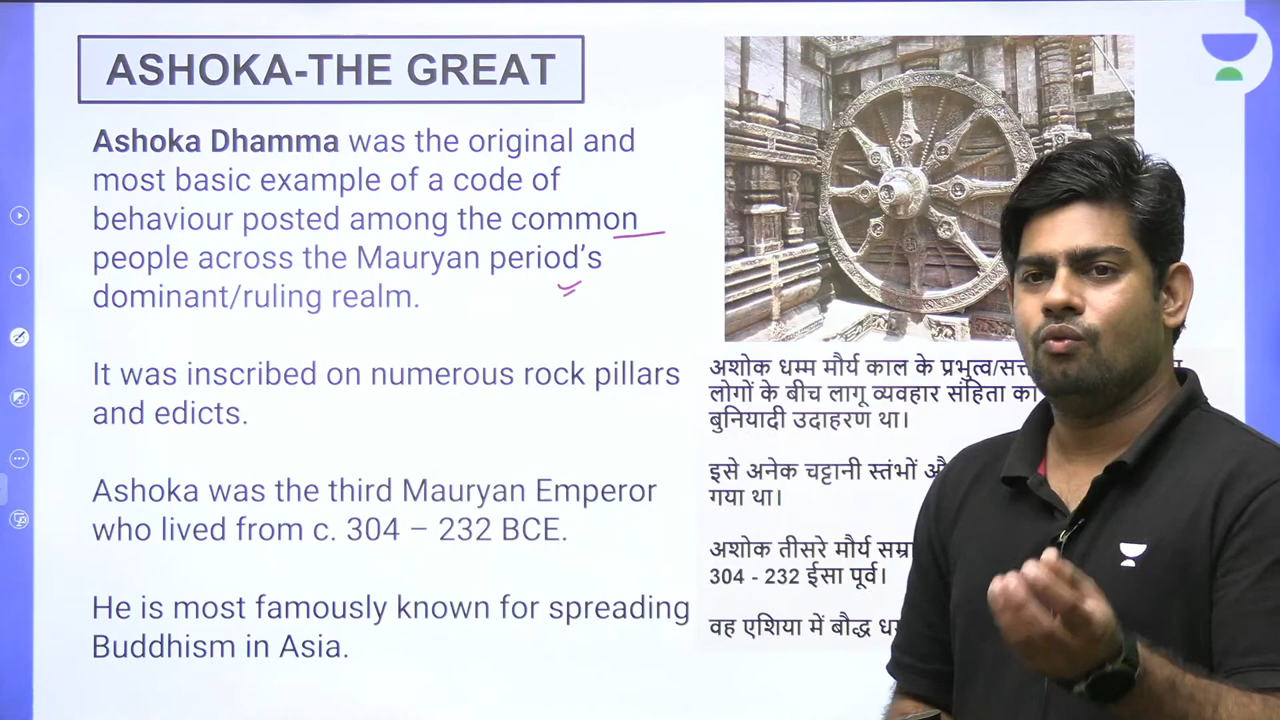 ASHOKA-THE GREAT
Ashoka Dhamma was the original and
most basic example of a code of
behaviour posted among the common
people across the Mauryan period's
dominant/ruling realm.
It was inscribed on numerous rock pillars
and edicts.
Ashoka was the third Mauryan Emperor
who lived from c. 304 – 232 BCE.
He is most famously known for spreading
Buddhism in Asia.
अशोक धम्म मौर्य काल के
लोगों के बीच लागू व्यवहार संहिता का
बुनियादी उदाहरण था।
इसे अनेक चट्टानी स्तंभों
गया था।
अशोक तीसरे मौर्य
304 - 232 ईसा पूर्व।
वह एशिया में बौद्ध